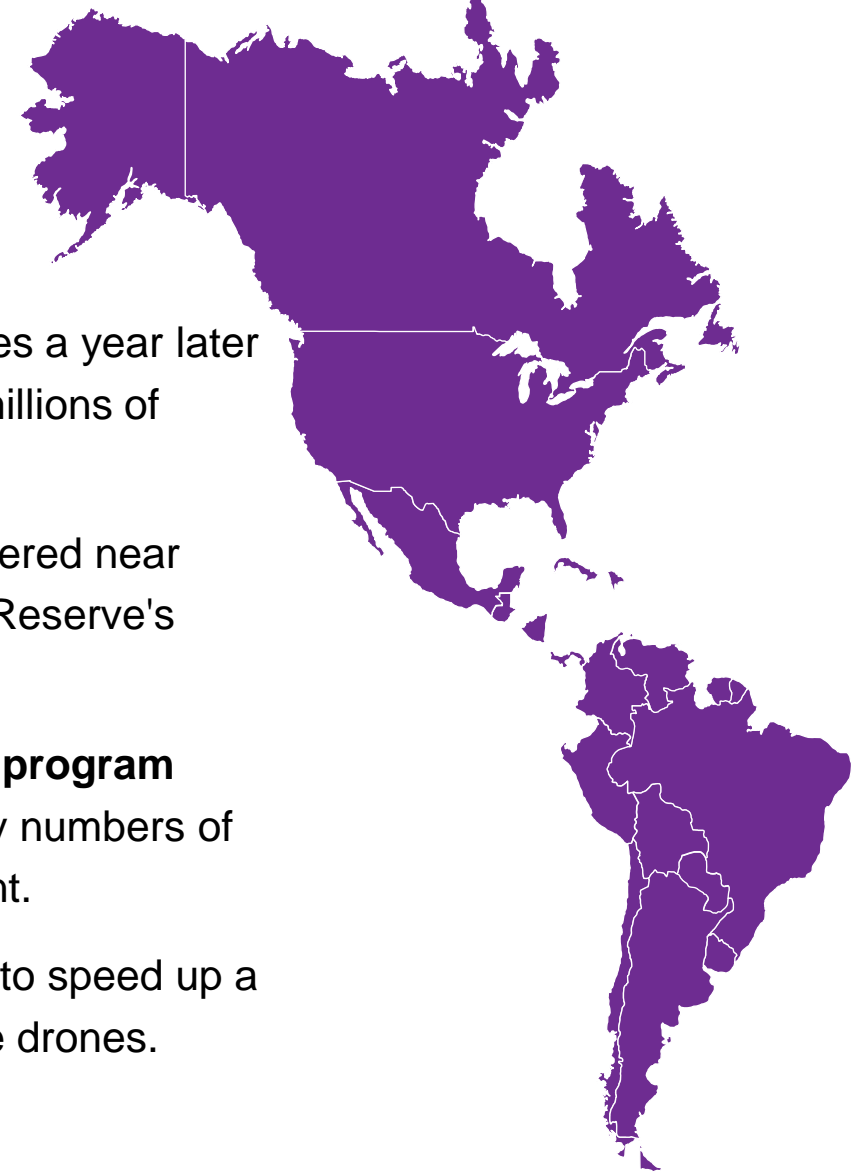 es a year later
illions of
ered near
Reserve's
program
y numbers of
nt.
to speed up a
e drones.